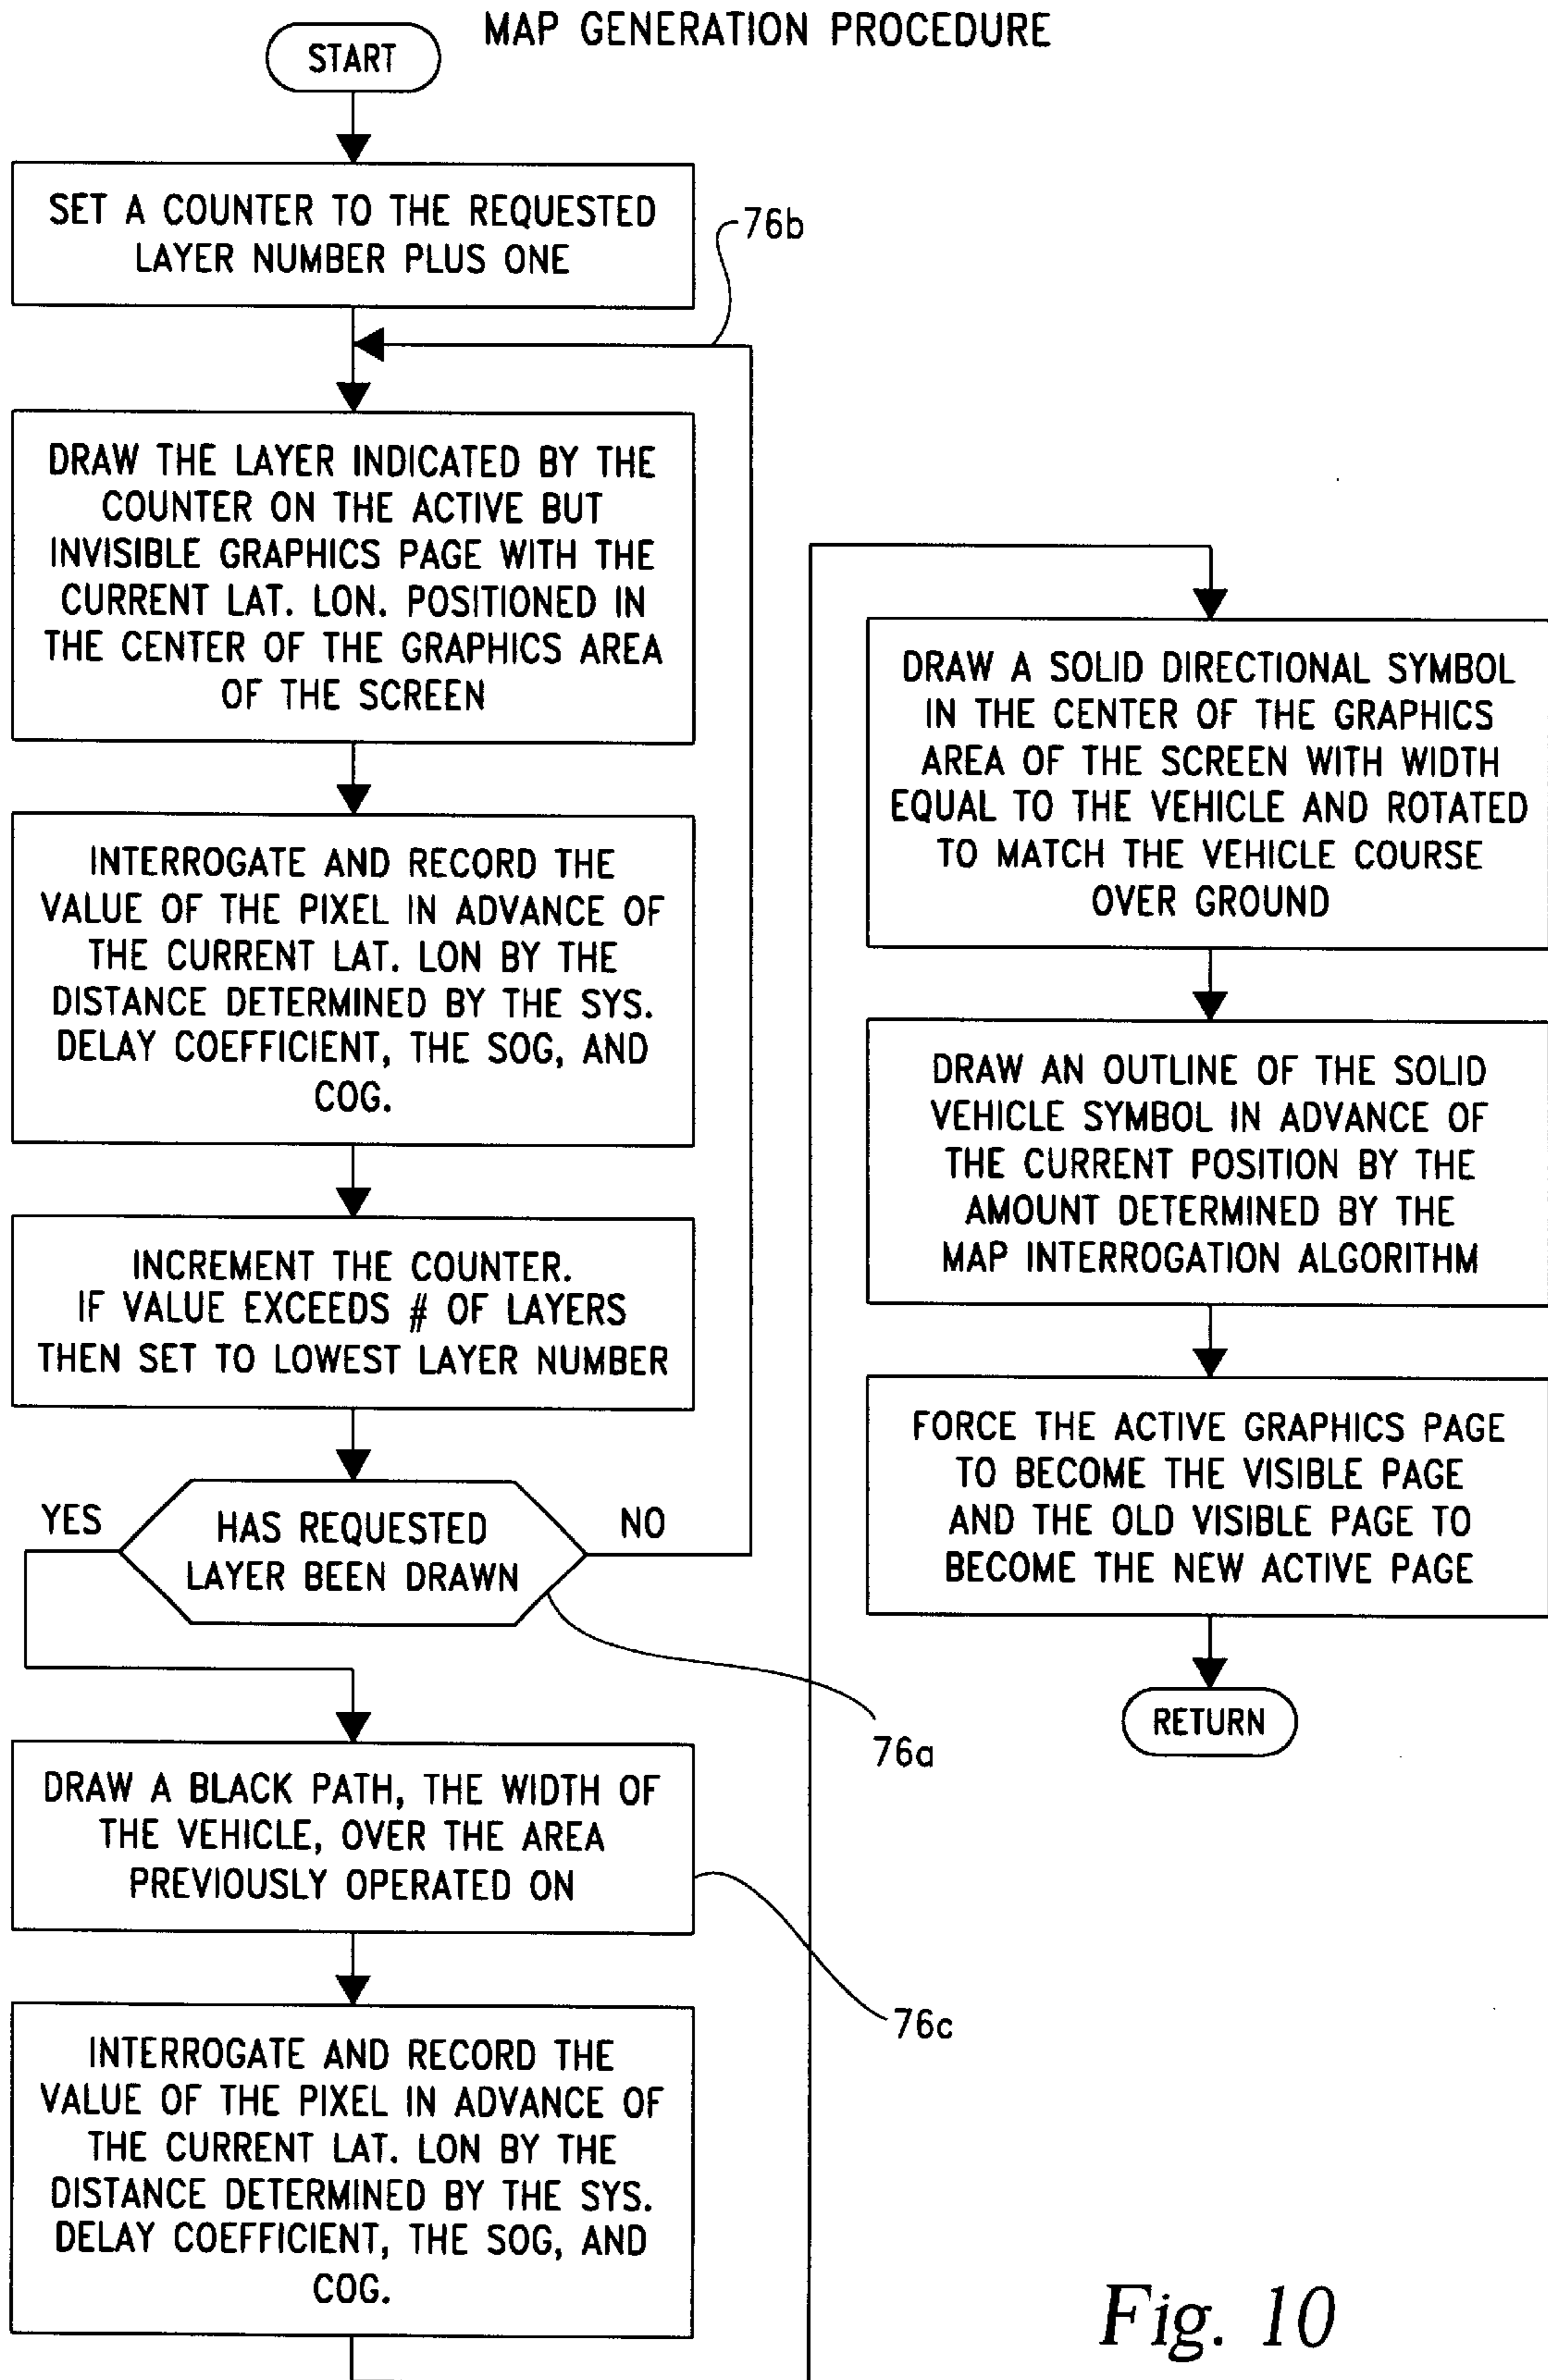 MAP GENERATION PROCEDURE
START
SET A COUNTER TO THE REQUESTED
LAYER NUMBER PLUS ONE
76b
DRAW THE LAYER INDICATED BY THE
COUNTER ON THE ACTIVE BUT
INVISIBLE GRAPHICS PAGE WITH THE
CURRENT LAT. LON. POSITIONED IN
THE CENTER OF THE GRAPHICS AREA
OF THE SCREEN
INTERROGATE AND RECORD THE
VALUE OF THE PIXEL IN ADVANCE OF
THE CURRENT LAT. LON BY THE
DISTANCE DETERMINED BY THE SYS.
DELAY COEFFICIENT, THE SOG, AND
COG.
INCREMENT THE COUNTER.
IF VALUE EXCEEDS # OF LAYERS
THEN SET TO LOWEST LAYER NUMBER
YES
HAS REQUESTED
LAYER BEEN DRAWN
NO
76a
DRAW A BLACK PATH, THE WIDTH OF
THE VEHICLE, OVER THE AREA
PREVIOUSLY OPERATED ON
76c
INTERROGATE AND RECORD THE
VALUE OF THE PIXEL IN ADVANCE OF
THE CURRENT LAT. LON BY THE
DISTANCE DETERMINED BY THE SYS.
DELAY COEFFICIENT, THE SOG, AND
COG.
DRAW A SOLID DIRECTIONAL SYMBOL
IN THE CENTER OF THE GRAPHICS
AREA OF THE SCREEN WITH WIDTH
EQUAL TO THE VEHICLE AND ROTATED
TO MATCH THE VEHICLE COURSE
OVER GROUND
DRAW AN OUTLINE OF THE SOLID
VEHICLE SYMBOL IN ADVANCE OF
THE CURRENT POSITION BY THE
AMOUNT DETERMINED BY THE
MAP INTERROGATION ALGORITHM
FORCE THE ACTIVE GRAPHICS PAGE
TO BECOME THE VISIBLE PAGE
AND THE OLD VISIBLE PAGE TO
BECOME THE NEW ACTIVE PAGE
RETURN
Fig. 10